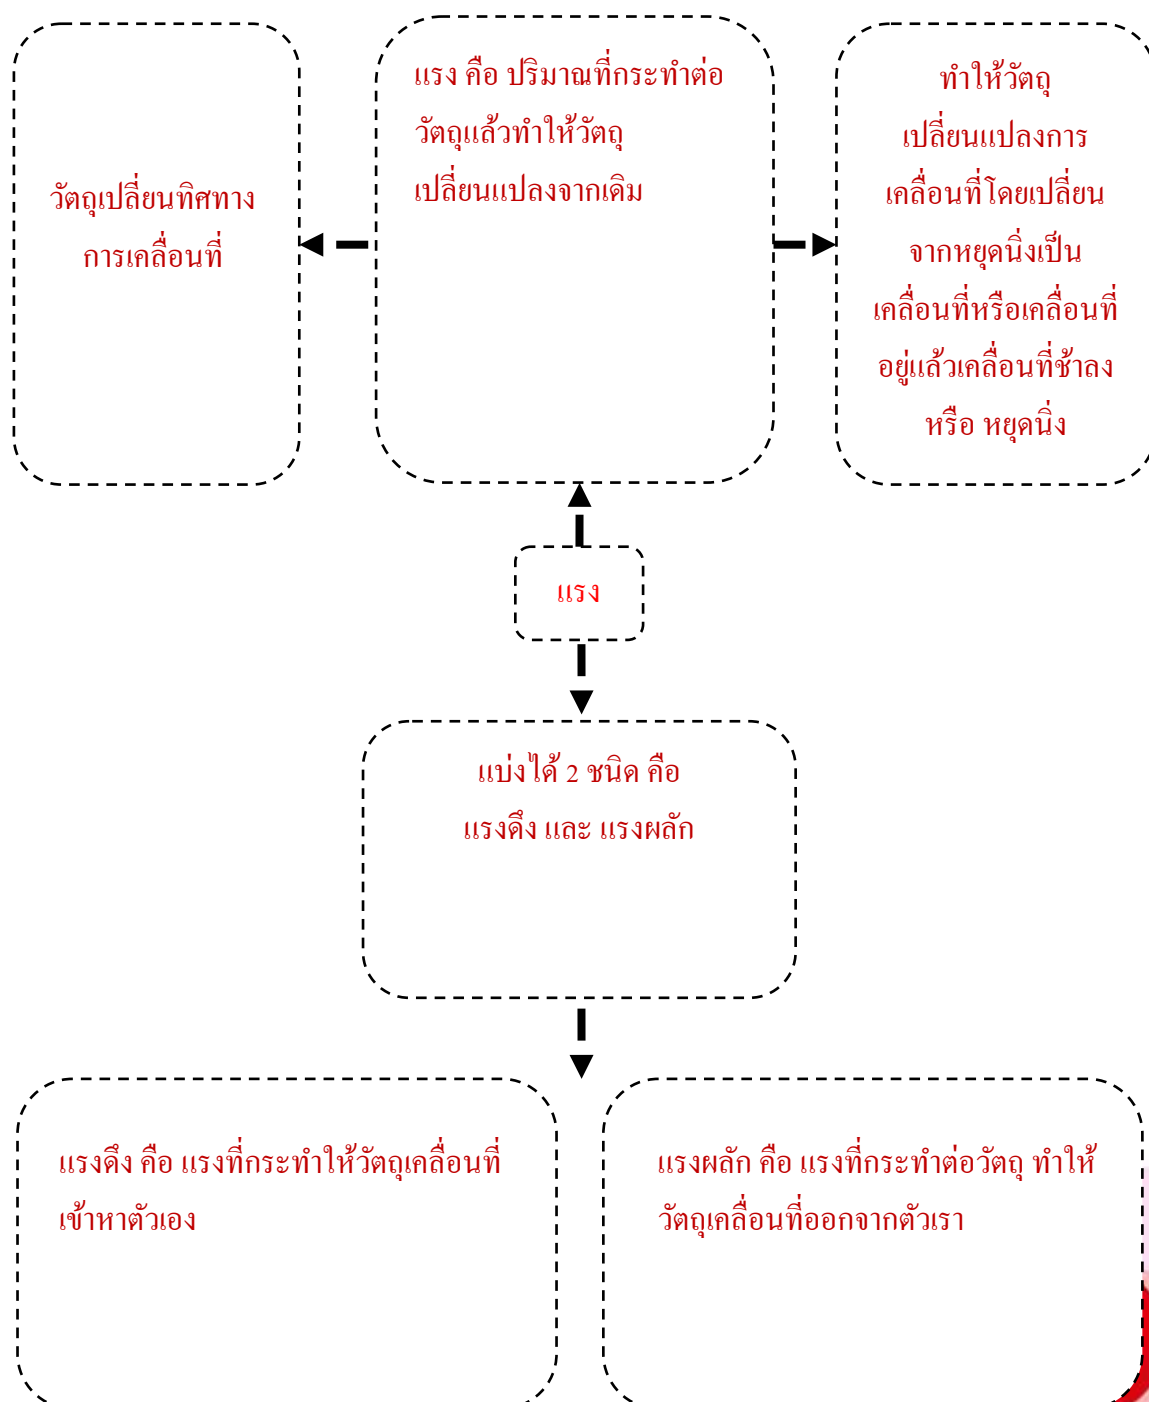 วัตถุเปลี่ยนทิศทาง
การเคลื่อนที่
แรง คือ ปริมาณที่กระทำต่อ
วัตถุแล้วทำให้วัตถุ
เปลี่ยนแปลงจากเดิม
ทำให้วัตถุ
เปลี่ยนแปลงการ
เคลื่อนที่โดยเปลี่ยน
จากหยุดนิ่งเป็น
เคลื่อนที่หรือเคลื่อนที่
อยู่แล้วเคลื่อนที่ช้าลง
หรือ หยุดนิ่ง
แรง
แบ่งได้ 2 ชนิด คือ
แรงดึง และ แรงผลัก
แรงดึง คือ แรงที่กระทำให้วัตถุเคลื่อนที่
เข้าหาตัวเอง
แรงผลัก คือ แรงที่กระทำต่อวัตถุ ทำให้
วัตถุเคลื่อนที่ออกจากตัวเรา